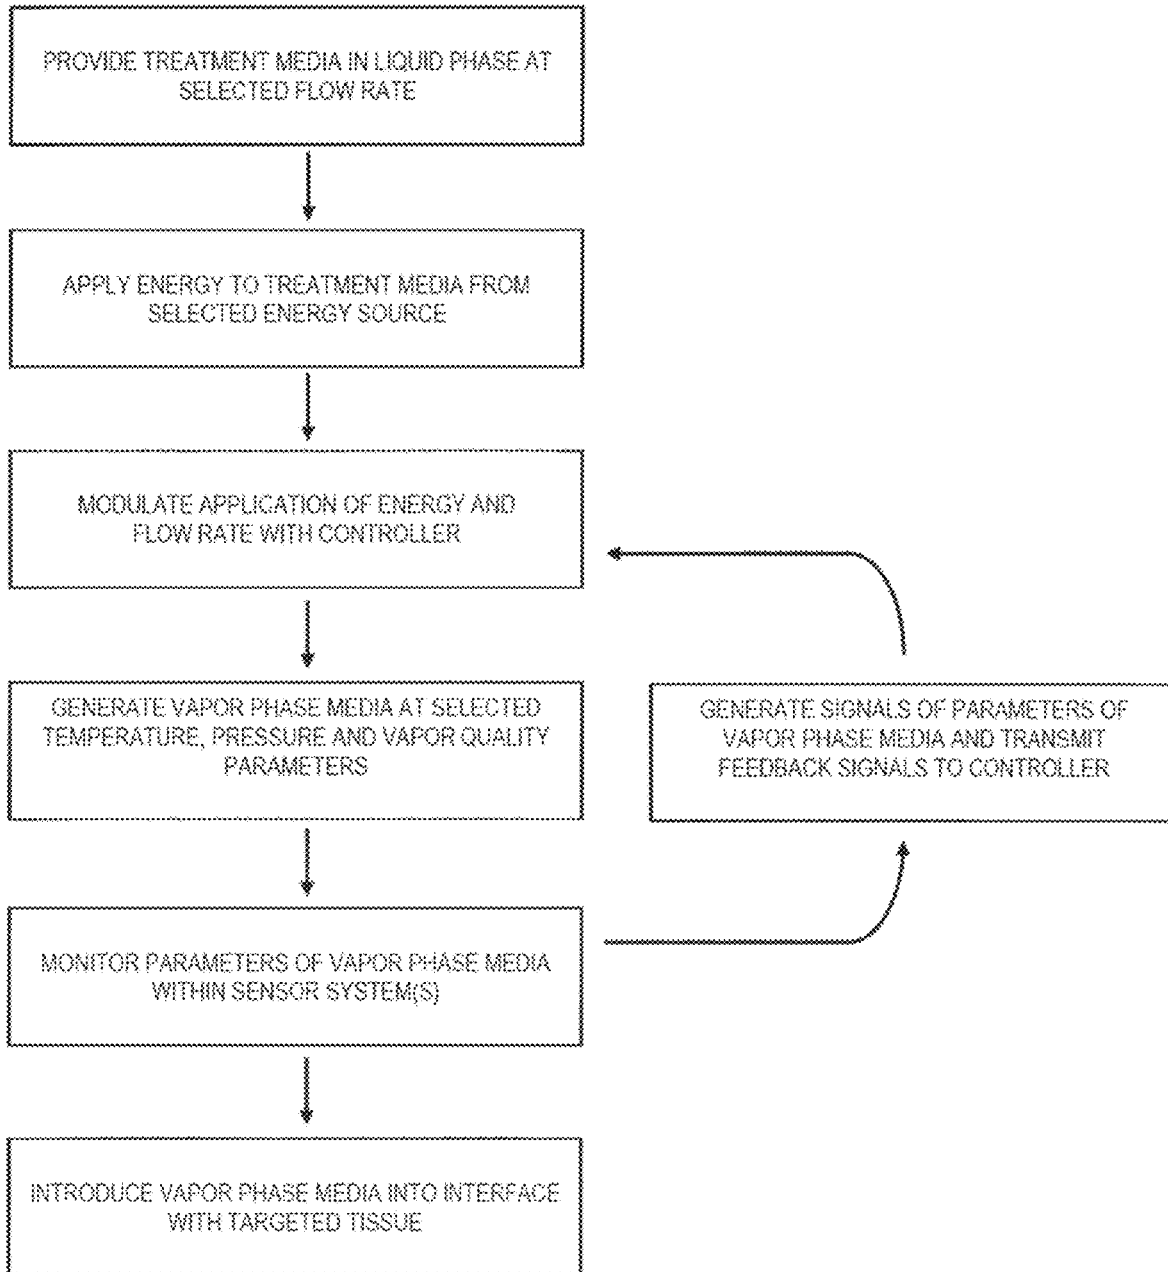 PROVIDE TREATMENT MEDIA IN LIQUID PHASE AT
SELECTED FLOW RATE
APPLY ENERGY TO TREATMENT MEDIA FROM
SELECTED ENERGY SOURCE
MODULATE APPLICATION OF ENERGY AND
FLOW RATE WITH CONTROLLER
GENERATE VAPOR PHASE MEDIA AT SELECTED
TEMPERATURE, PRESSURE AND VAPOR QUALITY
PARAMETERS
GENERATE SIGNALS OF PARAMETERS OF
VAPOR PHASE MEDIA AND TRANSMIT
FEEDBACK SIGNALS TO CONTROLLER
MONITOR PARAMETERS OF VAPOR PHASE MEDIA
WITHIN SENSOR SYSTEM(S)
INTRODUCE VAPOR PHASE MEDIA INTO INTERFACE
WITH TARGETED TISSUE